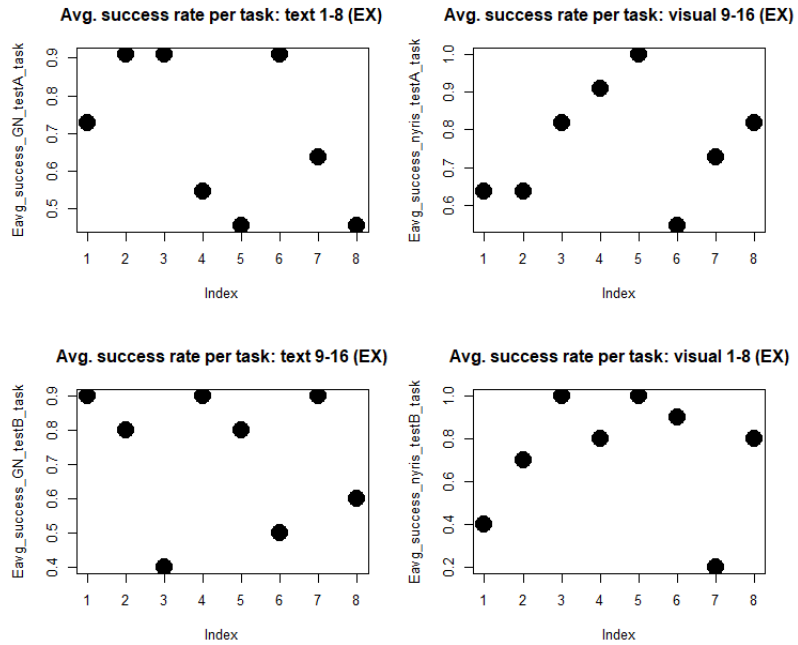 Avg. success rate per task: text 1-8 (EX)
Eavg_success_GN_testA_task
0.9
0.8
0.7
0.6
0.5
1 2 3 4 5 6 7 8
Index
Avg. success rate per task: visual 9-16 (EX)
Eavg_success_nyris_testA_task
1.0
0.9
0.8
0.7
0.6
1 2 3 4 5 6 7 8
Index
Avg. success rate per task: text 9-16 (EX)
Eavg_success_GN_testB_task
0.9
0.8
0.7
0.6
0.5
0.4
1 2 3 4 5 6 7 8
Index
Avg. success rate per task: visual 1-8 (EX)
Eavg_success_nyris_testB_task
1.0
0.8
0.6
0.4
0.2
1 2 3 4 5 6 7 8
Index